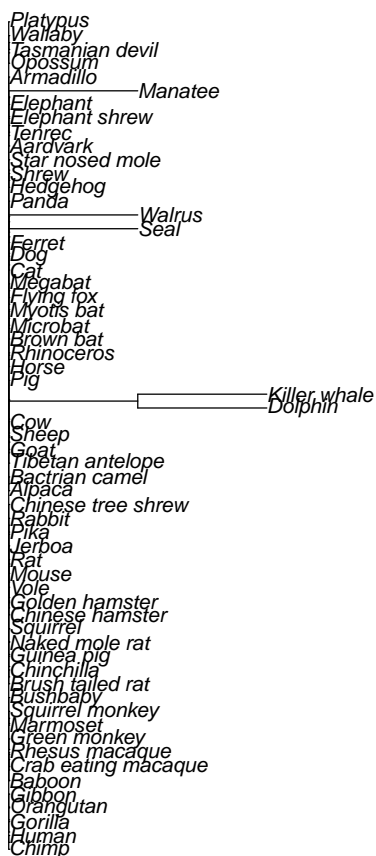 Platypus
Wallaby
Tasmanian devil
Opossum
Armadillo
Manatee
Elephant
Elephant shrew
Tenrec
Aardvark
Star nosed mole
Shrew
Hedgehog
Panda
Walrus
Seal
Ferret
Dog
Cat
Megabat
Flying fox
Myotis bat
Microbat
Brown bat
Rhinoceros
Horse
Pig
Killer whale
Dolphin
Cow
Sheep
Goat
Tibetan antelope
Bactrian camel
Alpaca
Chinese tree shrew
Rabbit
Pika
Jerboa
Rat
Mouse
Vole
Golden hamster
Chinese hamster
Squirrel
Naked mole rat
Guinea pig
Chinchilla
Brush tailed rat
Bushbaby
Squirrel monkey
Marmoset
Green monkey
Rhesus macaque
Crab eating macaque
Baboon
Gibbon
Orangutan
Gorilla
Human
Chimp